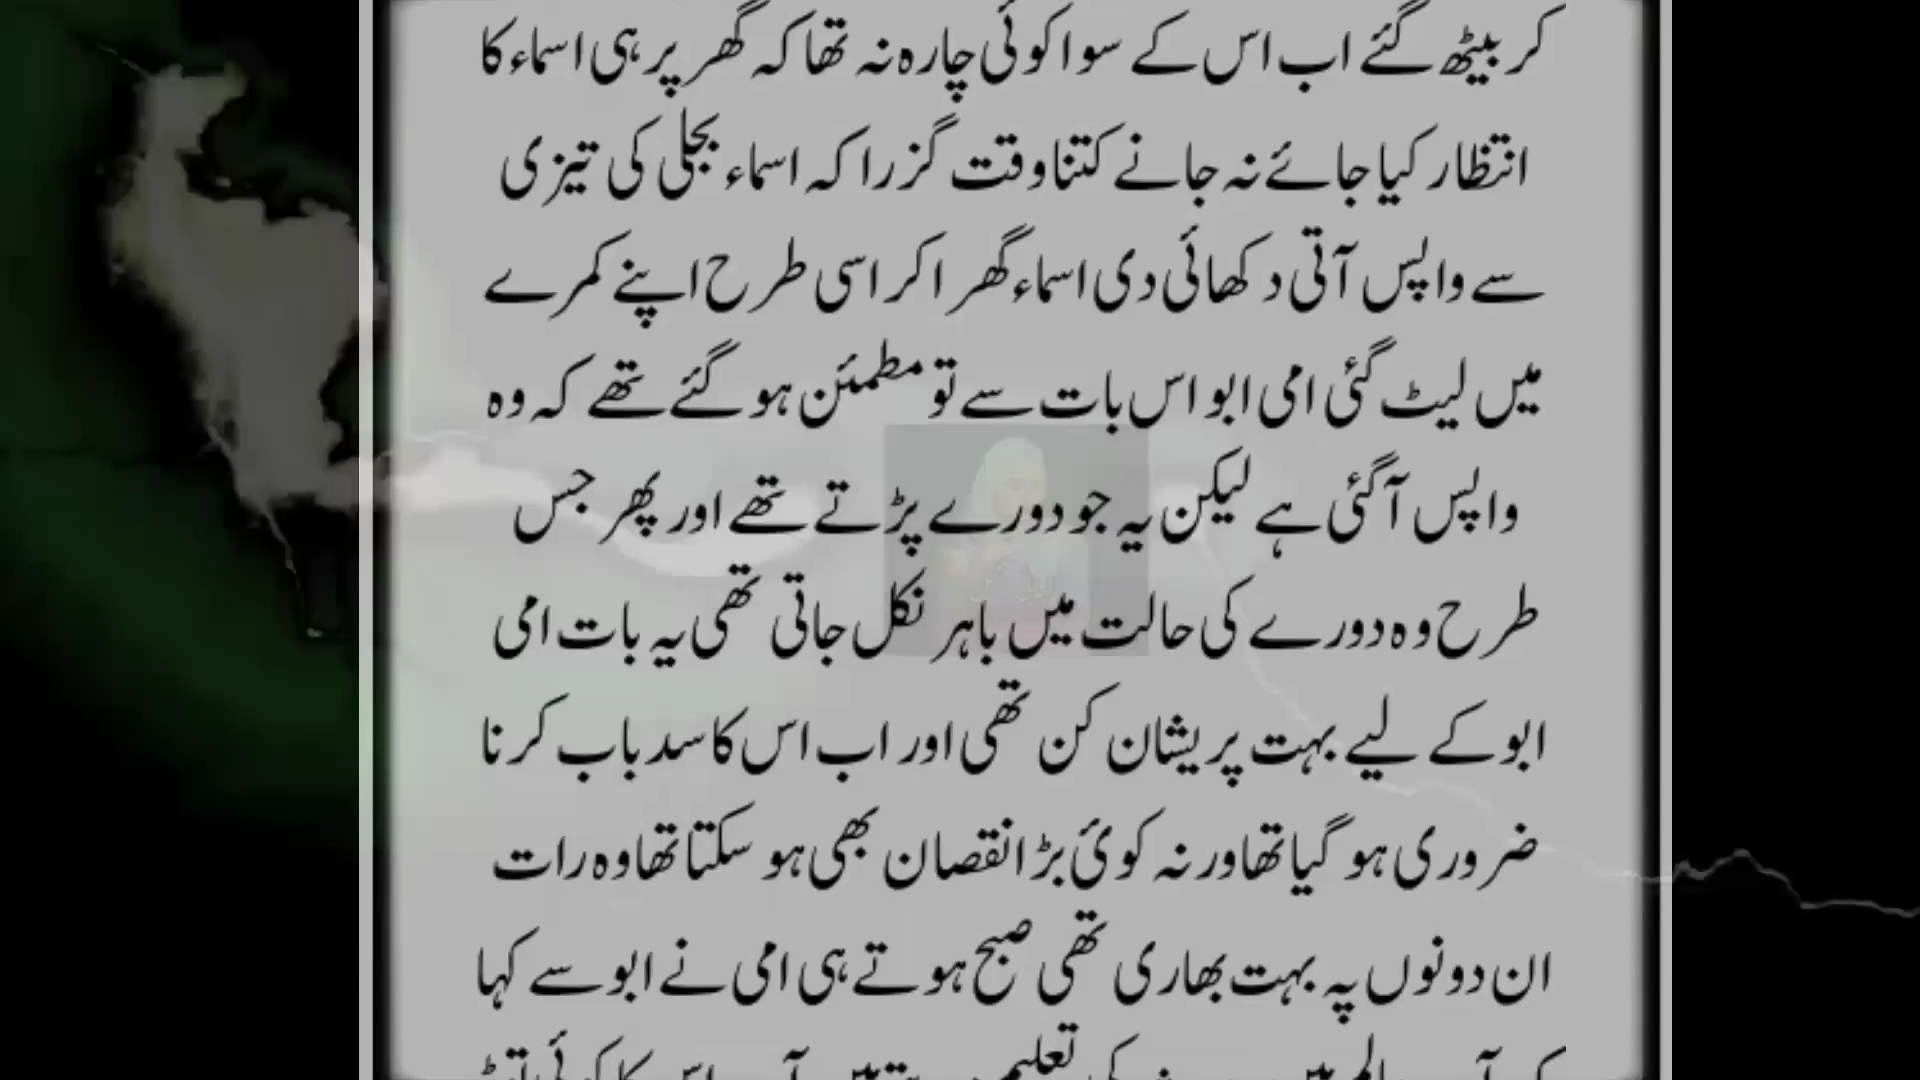 کر بیٹھ گئے اب اس کے سوا کوئی چارہ نہ تھا کہ گھر پر ہی اسماء کا
انتظار کیا جائے نہ جانے کتنا وقت گزرا کہ اسماء بجلی کی تیزی
سے واپس آتی دکھائی دی اسماء گھر اکر اسی طرح اپنے کمرے
میں لیٹ گئی امی ابو اس بات سے تو مطمئن ہو گئے تھے کہ وہ
واپس آگئی ہے لیکن یہ جو دورے پڑتے تھے اور پھر جس
طرح وہ دورے کی حالت میں باہر نکل جاتی تھی یہ بات امی
ابو کے لیے بہت پریشان کن تھی اور اب اس کا سد باب کرنا
ضروری ہو گیا تھا ورنہ کوئ بڑا نقصان بھی ہو سکتا تھا وہ رات
ان دونوں پہ بہت بھاری تھی صبح ہوتے ہی امی نے ابو سے کہا